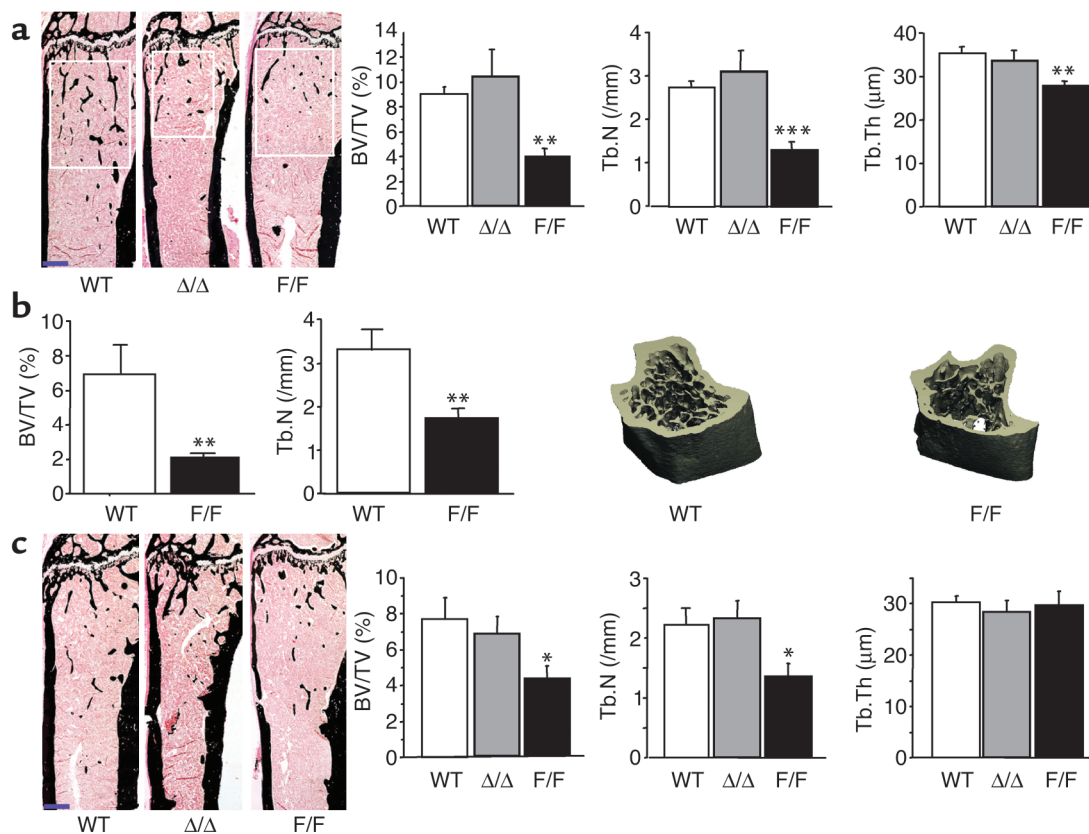 a
WT
Δ/Δ
F/F
BV/TV (%)
14
12
10
8
6
4
2
0
**
WT
Δ/Δ
F/F
Tb.N (/mm)
4
3
2
1
0
***
WT
Δ/Δ
F/F
Tb.Th (μm)
40
30
20
10
0
**
WT
Δ/Δ
F/F
b
BV/TV (%)
10
8
6
4
2
0
**
WT
F/F
Tb.N (/mm)
4
3
2
1
0
**
WT
F/F
WT
F/F
c
WT
Δ/Δ
F/F
BV/TV (%)
10
8
6
4
2
0
*
WT
Δ/Δ
F/F
Tb.N (/mm)
3
2
1
0
*
WT
Δ/Δ
F/F
Tb.Th (μm)
30
20
10
0
WT
Δ/Δ
F/F